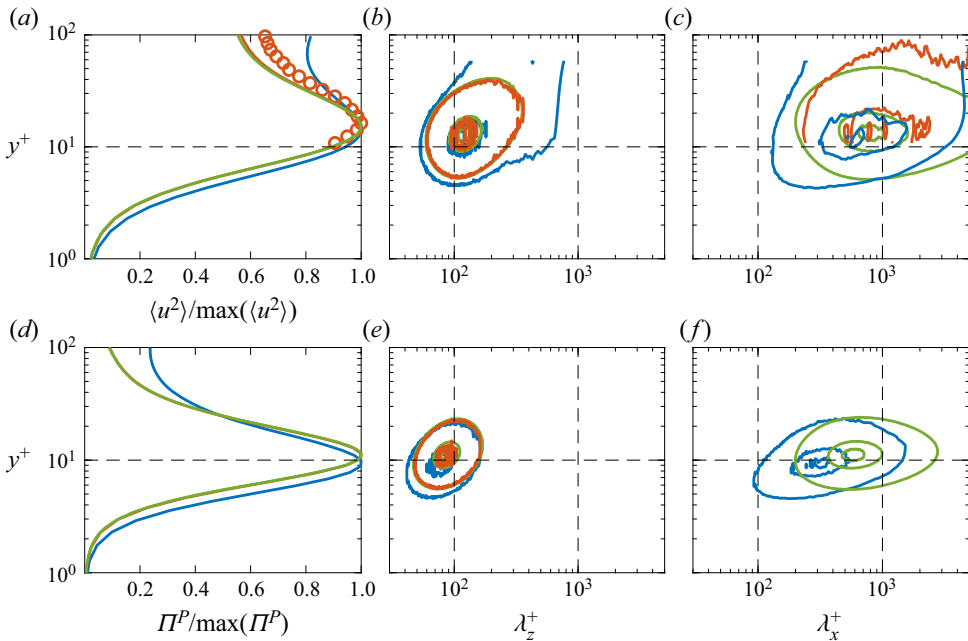 (a) (b) (c)
10² 
y⁺
10¹
10⁰
0.2 0.4 0.6 0.8 1.0 10² 10³ 10² 10³
⟨u²⟩/max(⟨u²⟩)
(d) (e) (f)
10²
y⁺
10¹
10⁰
0.2 0.4 0.6 0.8 1.0 10² 10³ 10² 10³
Πᴾ/max(Πᴾ) λ_z⁺ λ_x⁺